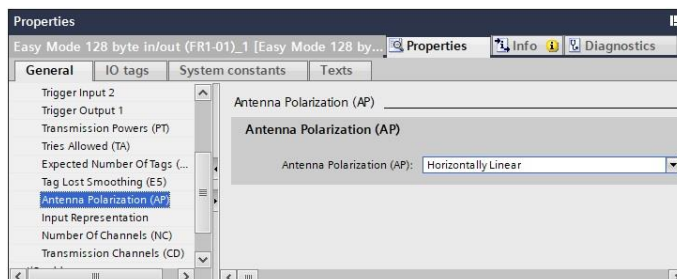 Properties
Easy Mode 128 byte in/out (FR1-01)_1 [Easy Mode 128 by...
Properties
Info
Diagnostics
General
IO tags
System constants
Texts
Trigger Input 2
Trigger Output 1
Transmission Powers (PT)
Tries Allowed (TA)
Expected Number Of Tags (...
Tag Lost Smoothing (E5)
Antenna Polarization (AP)
Input Representation
Number Of Channels (NC)
Transmission Channels (CD)
Antenna Polarization (AP)
Antenna Polarization (AP)
Antenna Polarization (AP): Horizontally Linear